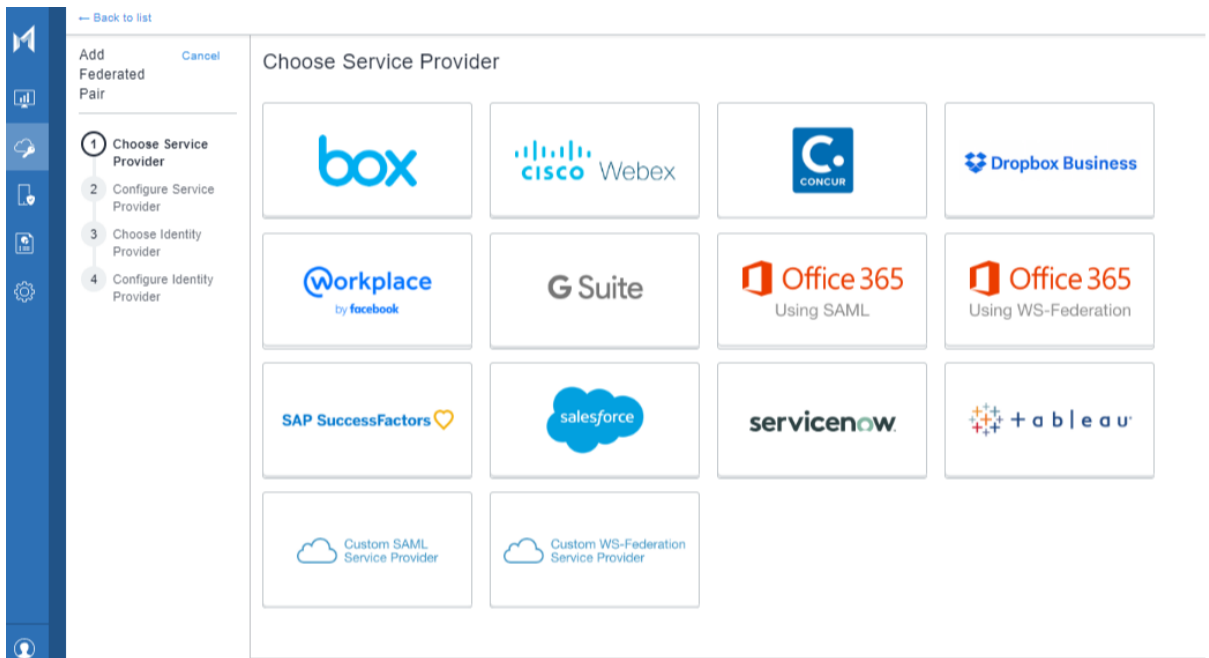 ← Back to list
Add
Federated
Pair
Cancel
1 Choose Service
Provider
2 Configure Service
Provider
3 Choose Identity
Provider
4 Configure Identity
Provider
Choose Service Provider
box
cisco Webex
C.
CONCUR
Dropbox Business
Workplace
by facebook
G Suite
Office 365
Using SAML
Office 365
Using WS-Federation
SAP SuccessFactors
salesforce
servicenow
+ableau
Custom SAML
Service Provider
Custom WS-Federation
Service Provider